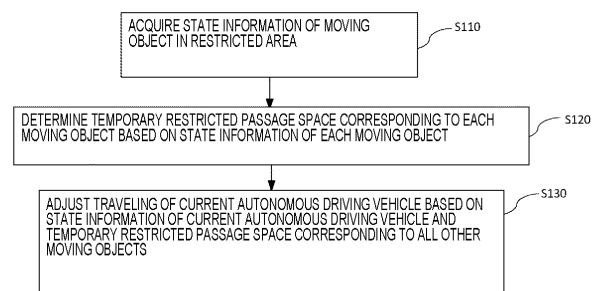 ACQUIRE STATE INFORMATION OF MOVING
OBJECT IN RESTRICTED AREA
S110
DETERMINE TEMPORARY RESTRICTED PASSAGE SPACE CORRESPONDING TO EACH
MOVING OBJECT BASED ON STATE INFORMATION OF EACH MOVING OBJECT
S120
ADJUST TRAVELING OF CURRENT AUTONOMOUS DRIVING VEHICLE BASED ON
STATE INFORMATION OF CURRENT AUTONOMOUS DRIVING VEHICLE AND
TEMPORARY RESTRICTED PASSAGE SPACE CORRESPONDING TO ALL OTHER
MOVING OBJECTS
S130